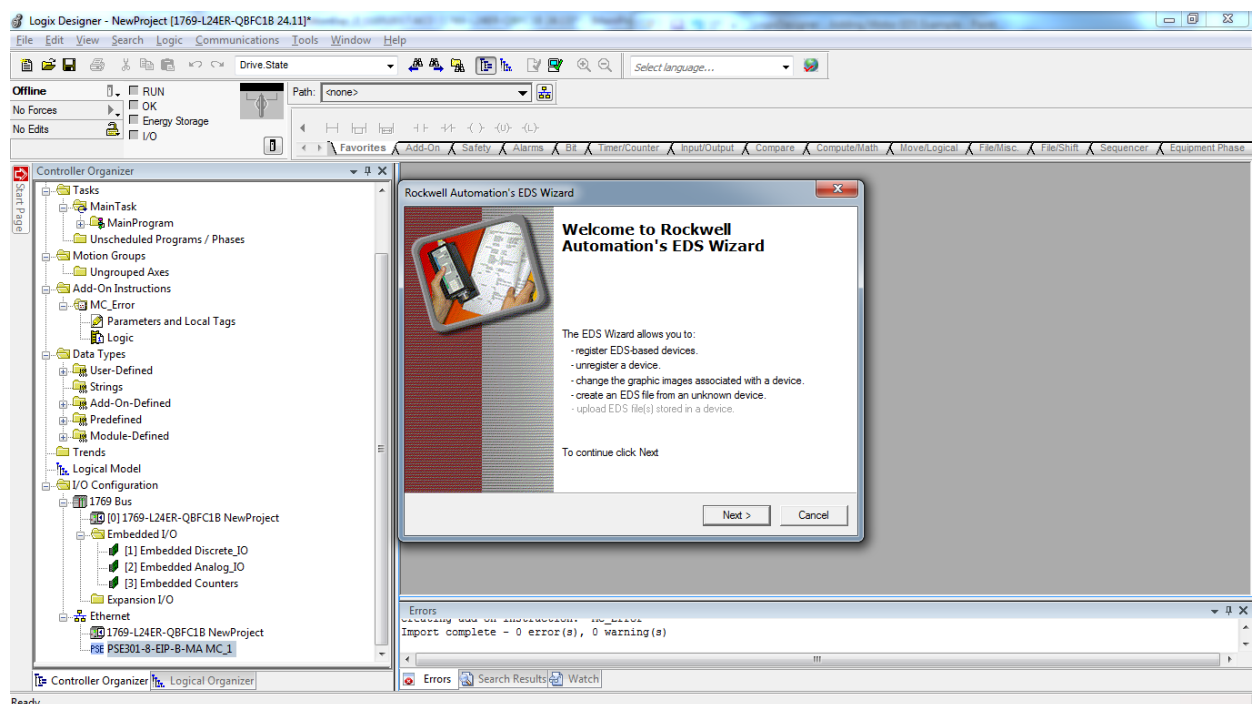 Logix Designer - NewProject [1769-L24ER-QBFC1B 24.11]*
File Edit View Search Logic Communications Tools Window Help
Drive.State
Select language...
Offline
RUN
Path: <none>
No Forces
OK
Energy Storage
No Edits
I/O
Favorites Add-On Safety Alarms Bit Timer/Counter Input/Output Compare Compute/Math Move/Logical File/Misc. File/Shift Sequencer Equipment Phase
Start Page
Controller Organizer
Tasks
MainTask
MainProgram
Unscheduled Programs / Phases
Motion Groups
Ungrouped Axes
Add-On Instructions
MC_Error
Parameters and Local Tags
Logic
Data Types
User-Defined
Strings
Add-On-Defined
Predefined
Module-Defined
Trends
Logical Model
I/O Configuration
1769 Bus
[0] 1769-L24ER-QBFC1B NewProject
Embedded I/O
[1] Embedded Discrete_IO
[2] Embedded Analog_IO
[3] Embedded Counters
Expansion I/O
Ethernet
1769-L24ER-QBFC1B NewProject
PSE PSE301-8-EIP-B-MA MC_1
Controller Organizer Logical Organizer
Rockwell Automation's EDS Wizard
Welcome to Rockwell
Automation's EDS Wizard
The EDS Wizard allows you to:
- register EDS-based devices.
- unregister a device.
- change the graphic images associated with a device.
- create an EDS file from an unknown device.
- upload EDS file(s) stored in a device.
To continue click Next
Next > Cancel
Errors
Import complete - 0 error(s), 0 warning(s)
Errors Search Results Watch
Ready